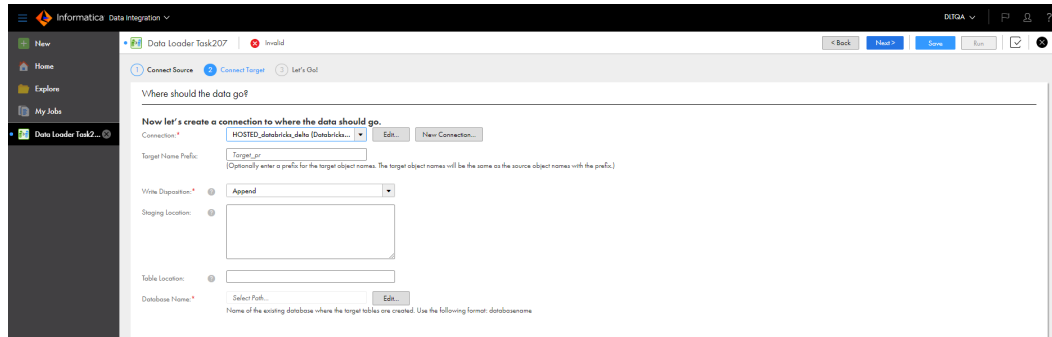 Informatica Data Integration
DLTQA
?
New
Data Loader Task207
Invalid
< Back
Next >
Save
Run
Home
1 Connect Source 2 Connect Target 3 Let's Go!
Explore
Where should the data go?
My Jobs
Data Loader Task2...
Now let's create a connection to where the data should go.
Connection:* HOSTED_databricks_delta (Databricks... Edit... New Connection...
Target Name Prefix: Target_pr
(Optionally enter a prefix for the target object names. The target object names will be the same as the source object names with the prefix.)
Write Disposition:* ? Append
Staging Location: ?
Table Location: ?
Database Name:* Select Path... Edit...
Name of the existing database where the target tables are created. Use the following format: databasename